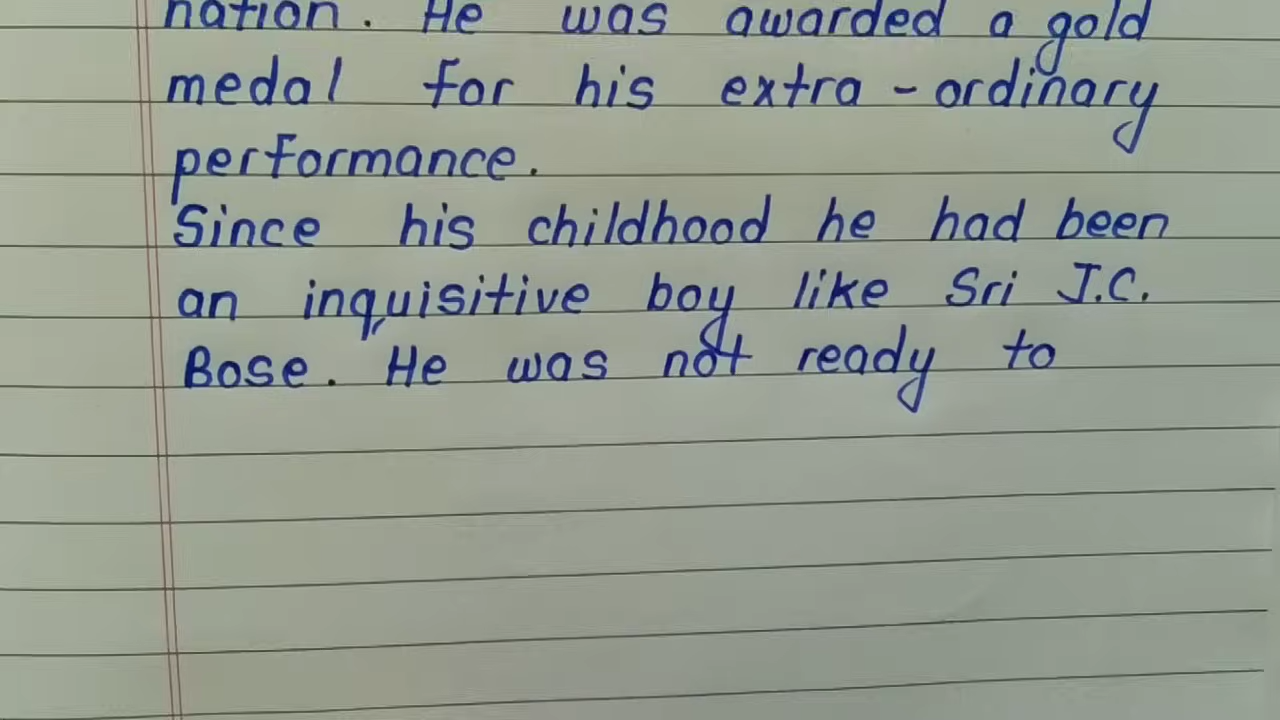 nation. He was awarded a gold
medal for his extra-ordinary
performance.
Since his childhood he had been
an inquisitive boy like Sri J.C.
Bose. He was not ready to